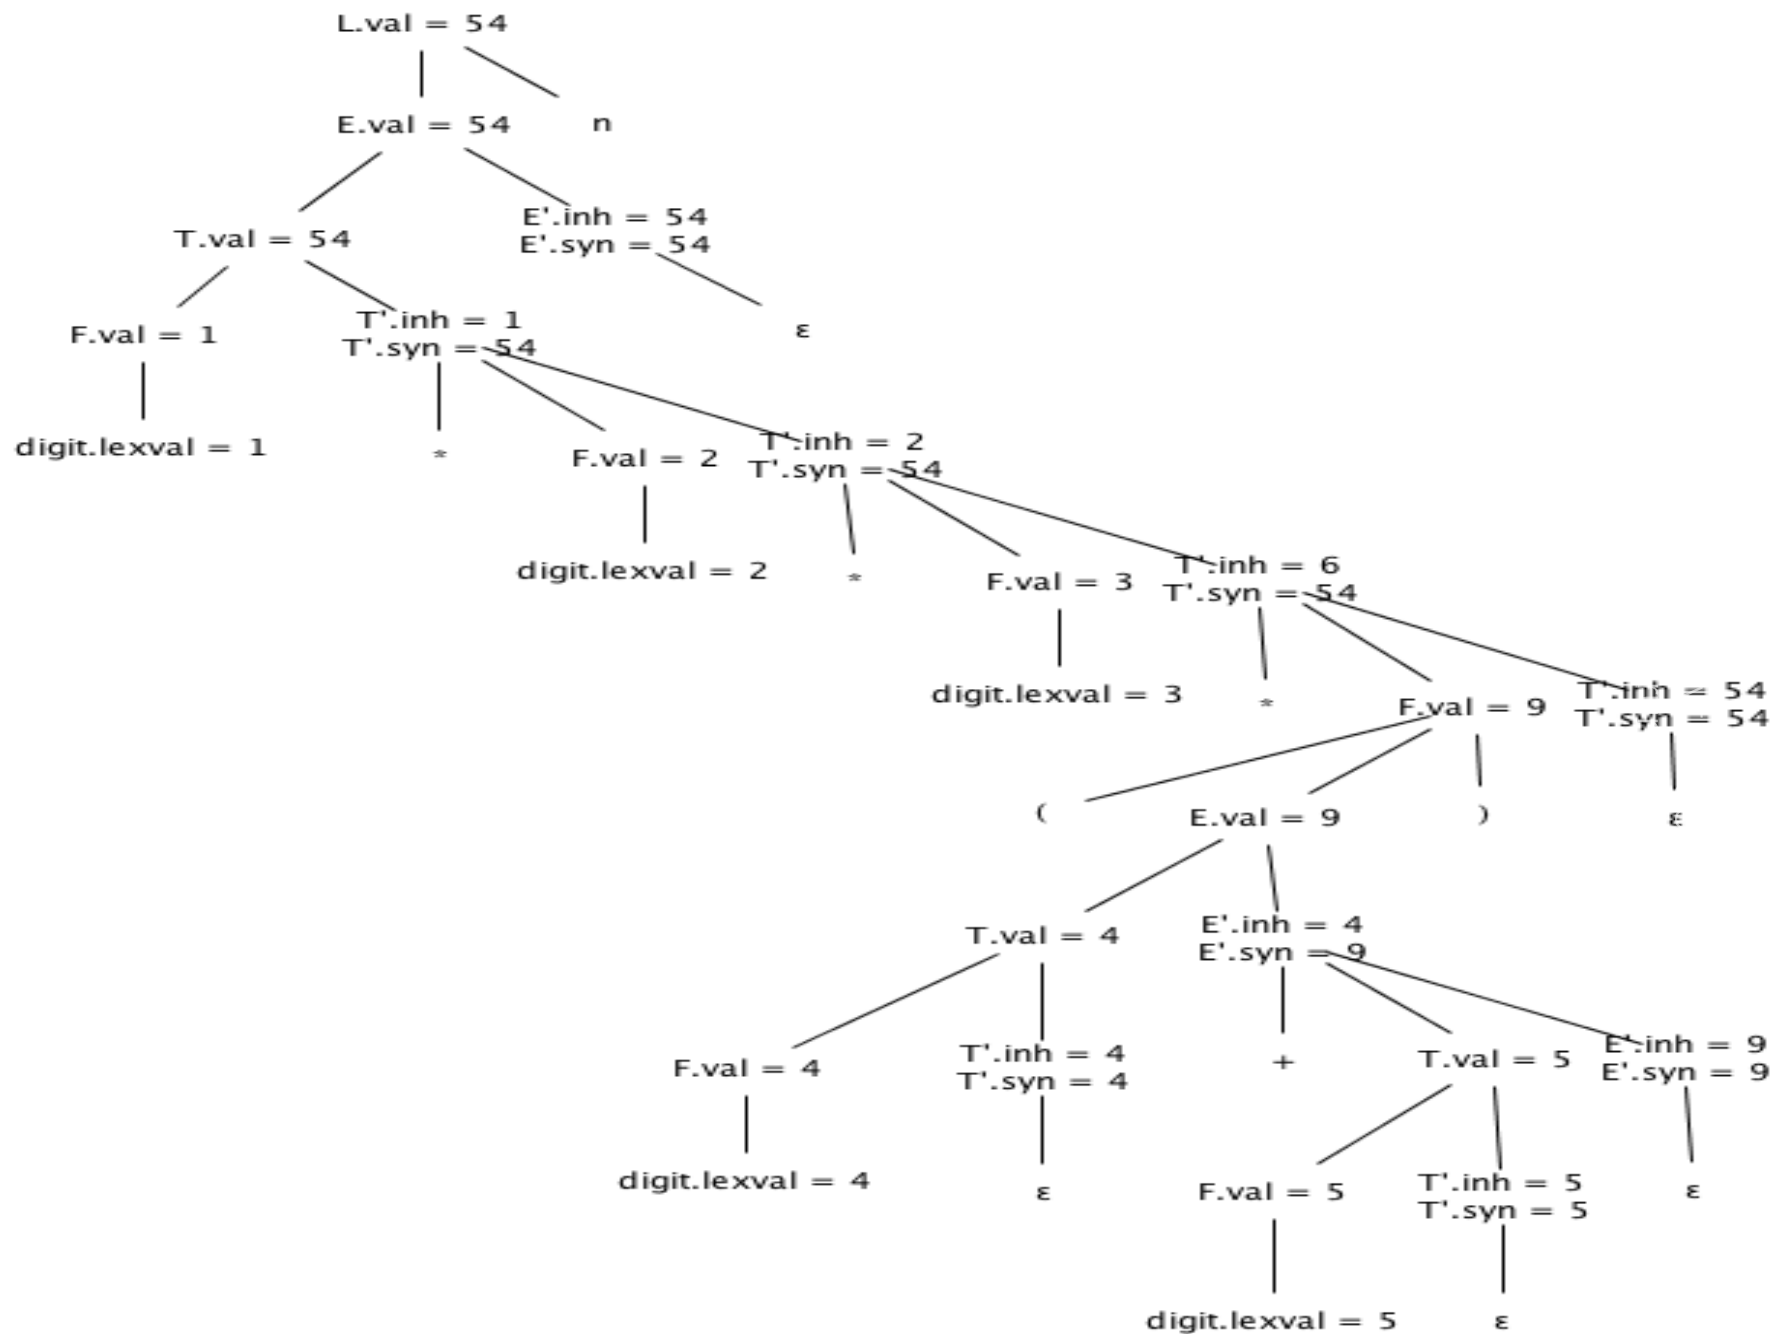 L.val = 54
E.val = 54
n
T.val = 54
E'.inh = 54
E'.syn = 54
F.val = 1
T'.inh = 1
T'.syn = 54
ε
digit.lexval = 1
*
F.val = 2
T'.inh = 2
T'.syn = 54
digit.lexval = 2
*
F.val = 3
T'.inh = 6
T'.syn = 54
digit.lexval = 3
*
F.val = 9
T'.inh = 54
T'.syn = 54
(
E.val = 9
)
ε
T.val = 4
E'.inh = 4
E'.syn = 9
F.val = 4
T'.inh = 4
T'.syn = 4
+
T.val = 5
E'.inh = 9
E'.syn = 9
digit.lexval = 4
ε
F.val = 5
T'.inh = 5
T'.syn = 5
ε
digit.lexval = 5
ε